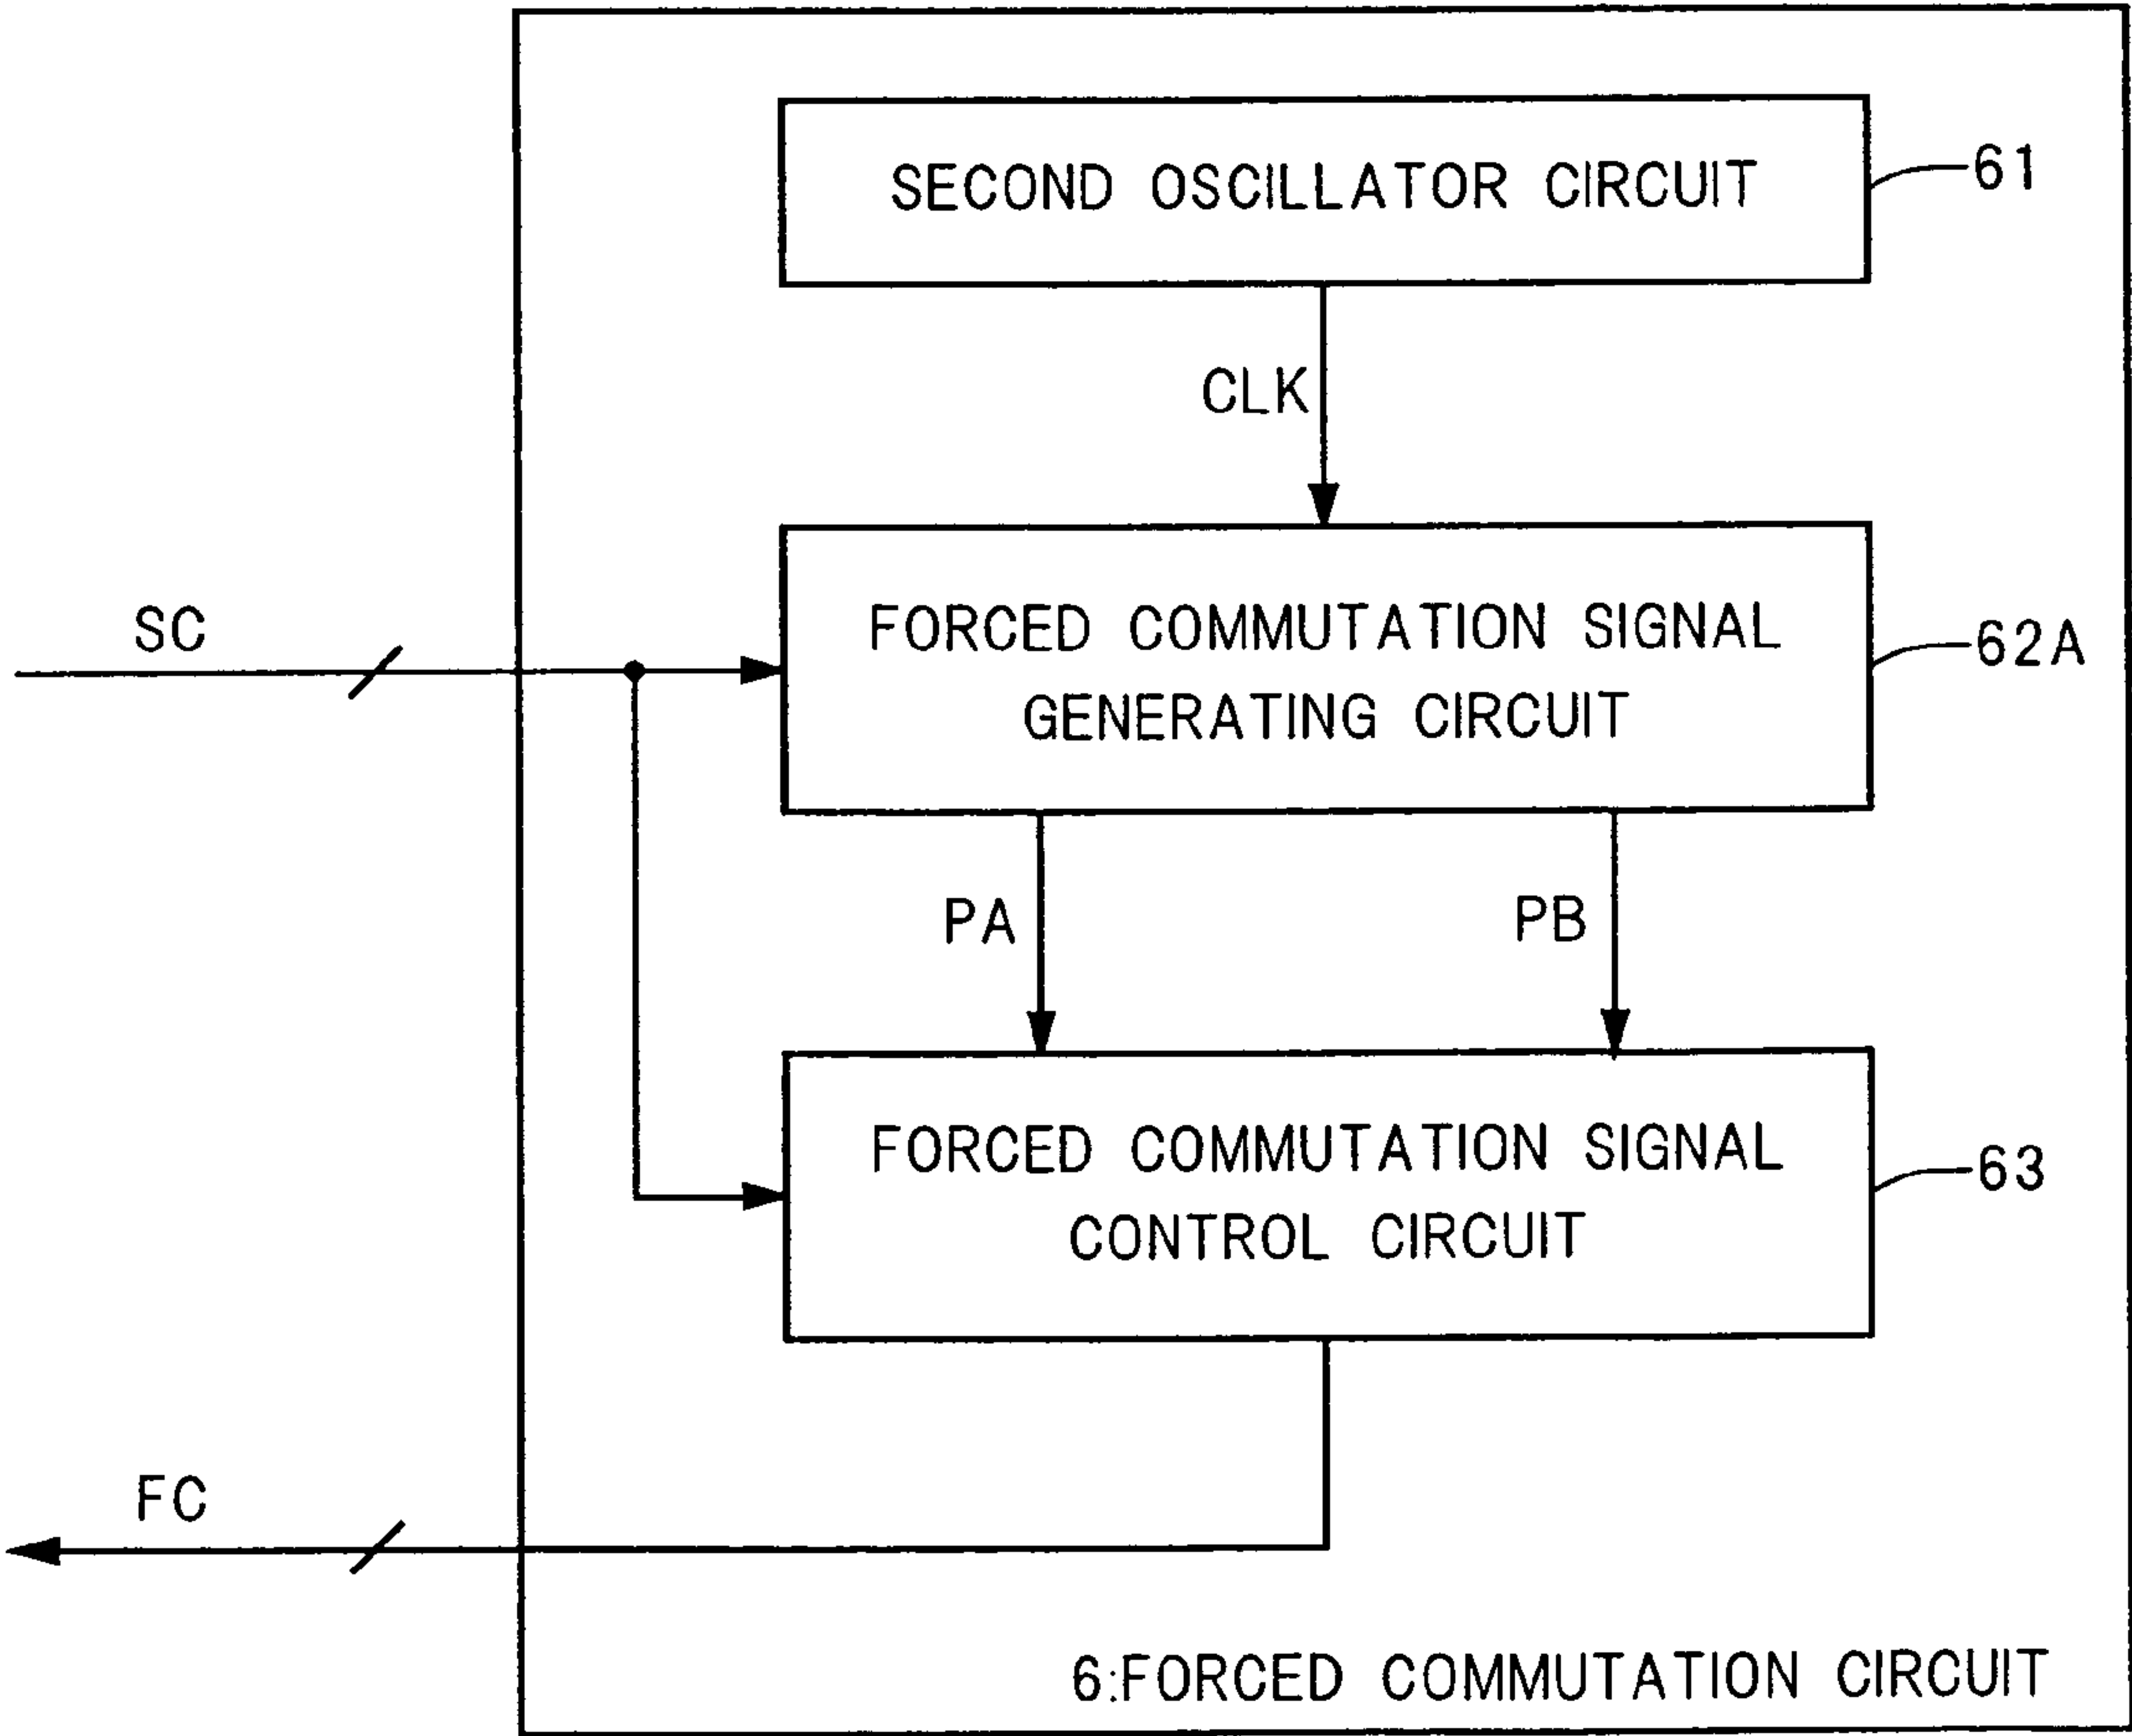 SECOND OSCILLATOR CIRCUIT
61
CLK
SC
FORCED COMMUTATION SIGNAL
GENERATING CIRCUIT
62A
PA
PB
FORCED COMMUTATION SIGNAL
CONTROL CIRCUIT
63
FC
6:FORCED COMMUTATION CIRCUIT